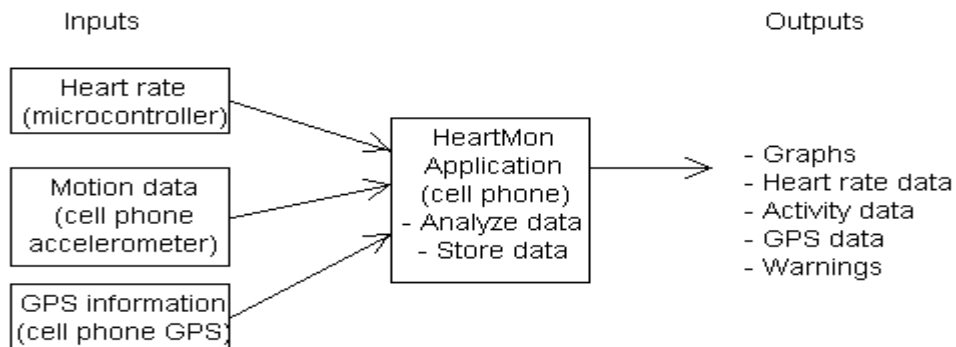 Inputs
Outputs
Heart rate
(microcontroller)
Motion data
(cell phone
accelerometer)
GPS information
(cell phone GPS)
HeartMon
Application
(cell phone)
- Analyze data
- Store data
- Graphs
- Heart rate data
- Activity data
- GPS data
- Warnings